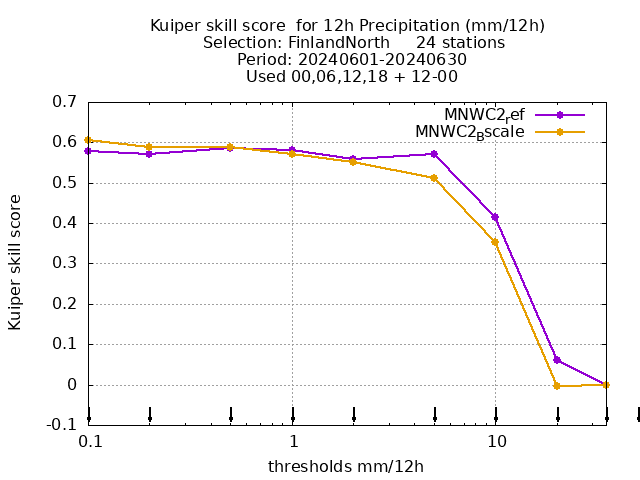 Kuiper skill score  for 12h Precipitation (mm/12h)
Selection: FinlandNorth     24 stations
Period: 20240601-20240630
Used 00,06,12,18 + 12-00
MNWC2ref
MNWC2Bscale
0.7
0.6
0.5
0.4
0.3
0.2
0.1
0
-0.1
Kuiper skill score
0.1
1
10
thresholds mm/12h